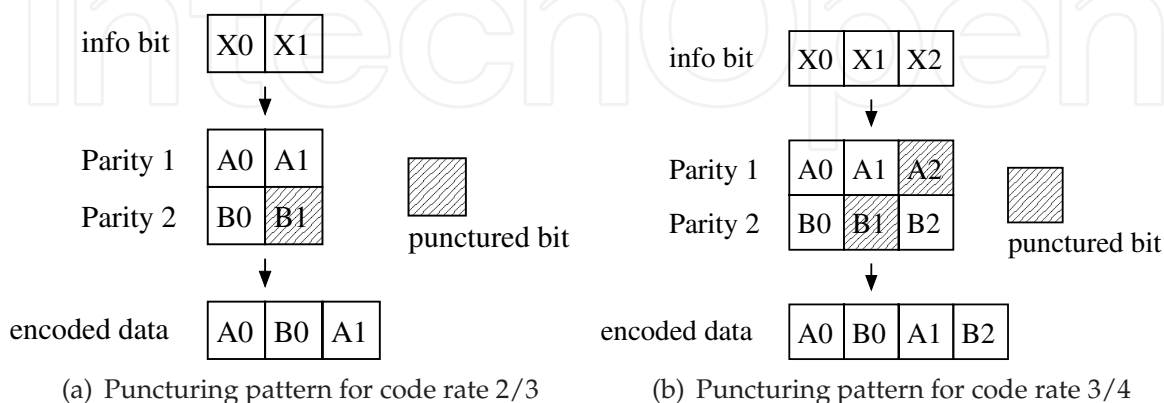 IntechOpen
info bit X0 X1
Parity 1 A0 A1
Parity 2 B0 B1
punctured bit
encoded data A0 B0 A1
(a) Puncturing pattern for code rate 2/3
info bit X0 X1 X2
Parity 1 A0 A1 A2
Parity 2 B0 B1 B2
punctured bit
encoded data A0 B0 A1 B2
(b) Puncturing pattern for code rate 3/4